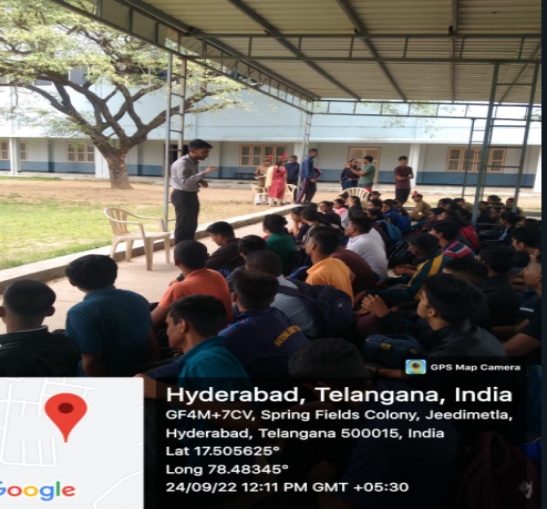 GPS Map Camera
Hyderabad, Telangana, India
GF4M+7CV, Spring Fields Colony, Jeedimetla,
Hyderabad, Telangana 500015, India
Lat 17.505625°
Long 78.48345°
24/09/22 12:11 PM GMT +05:30
Google